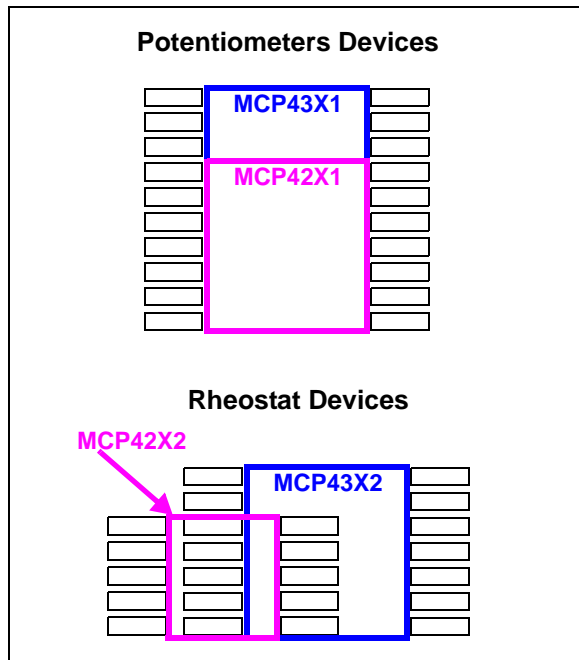 Potentiometers Devices
MCP43X1
MCP42X1
Rheostat Devices
MCP42X2
MCP43X2